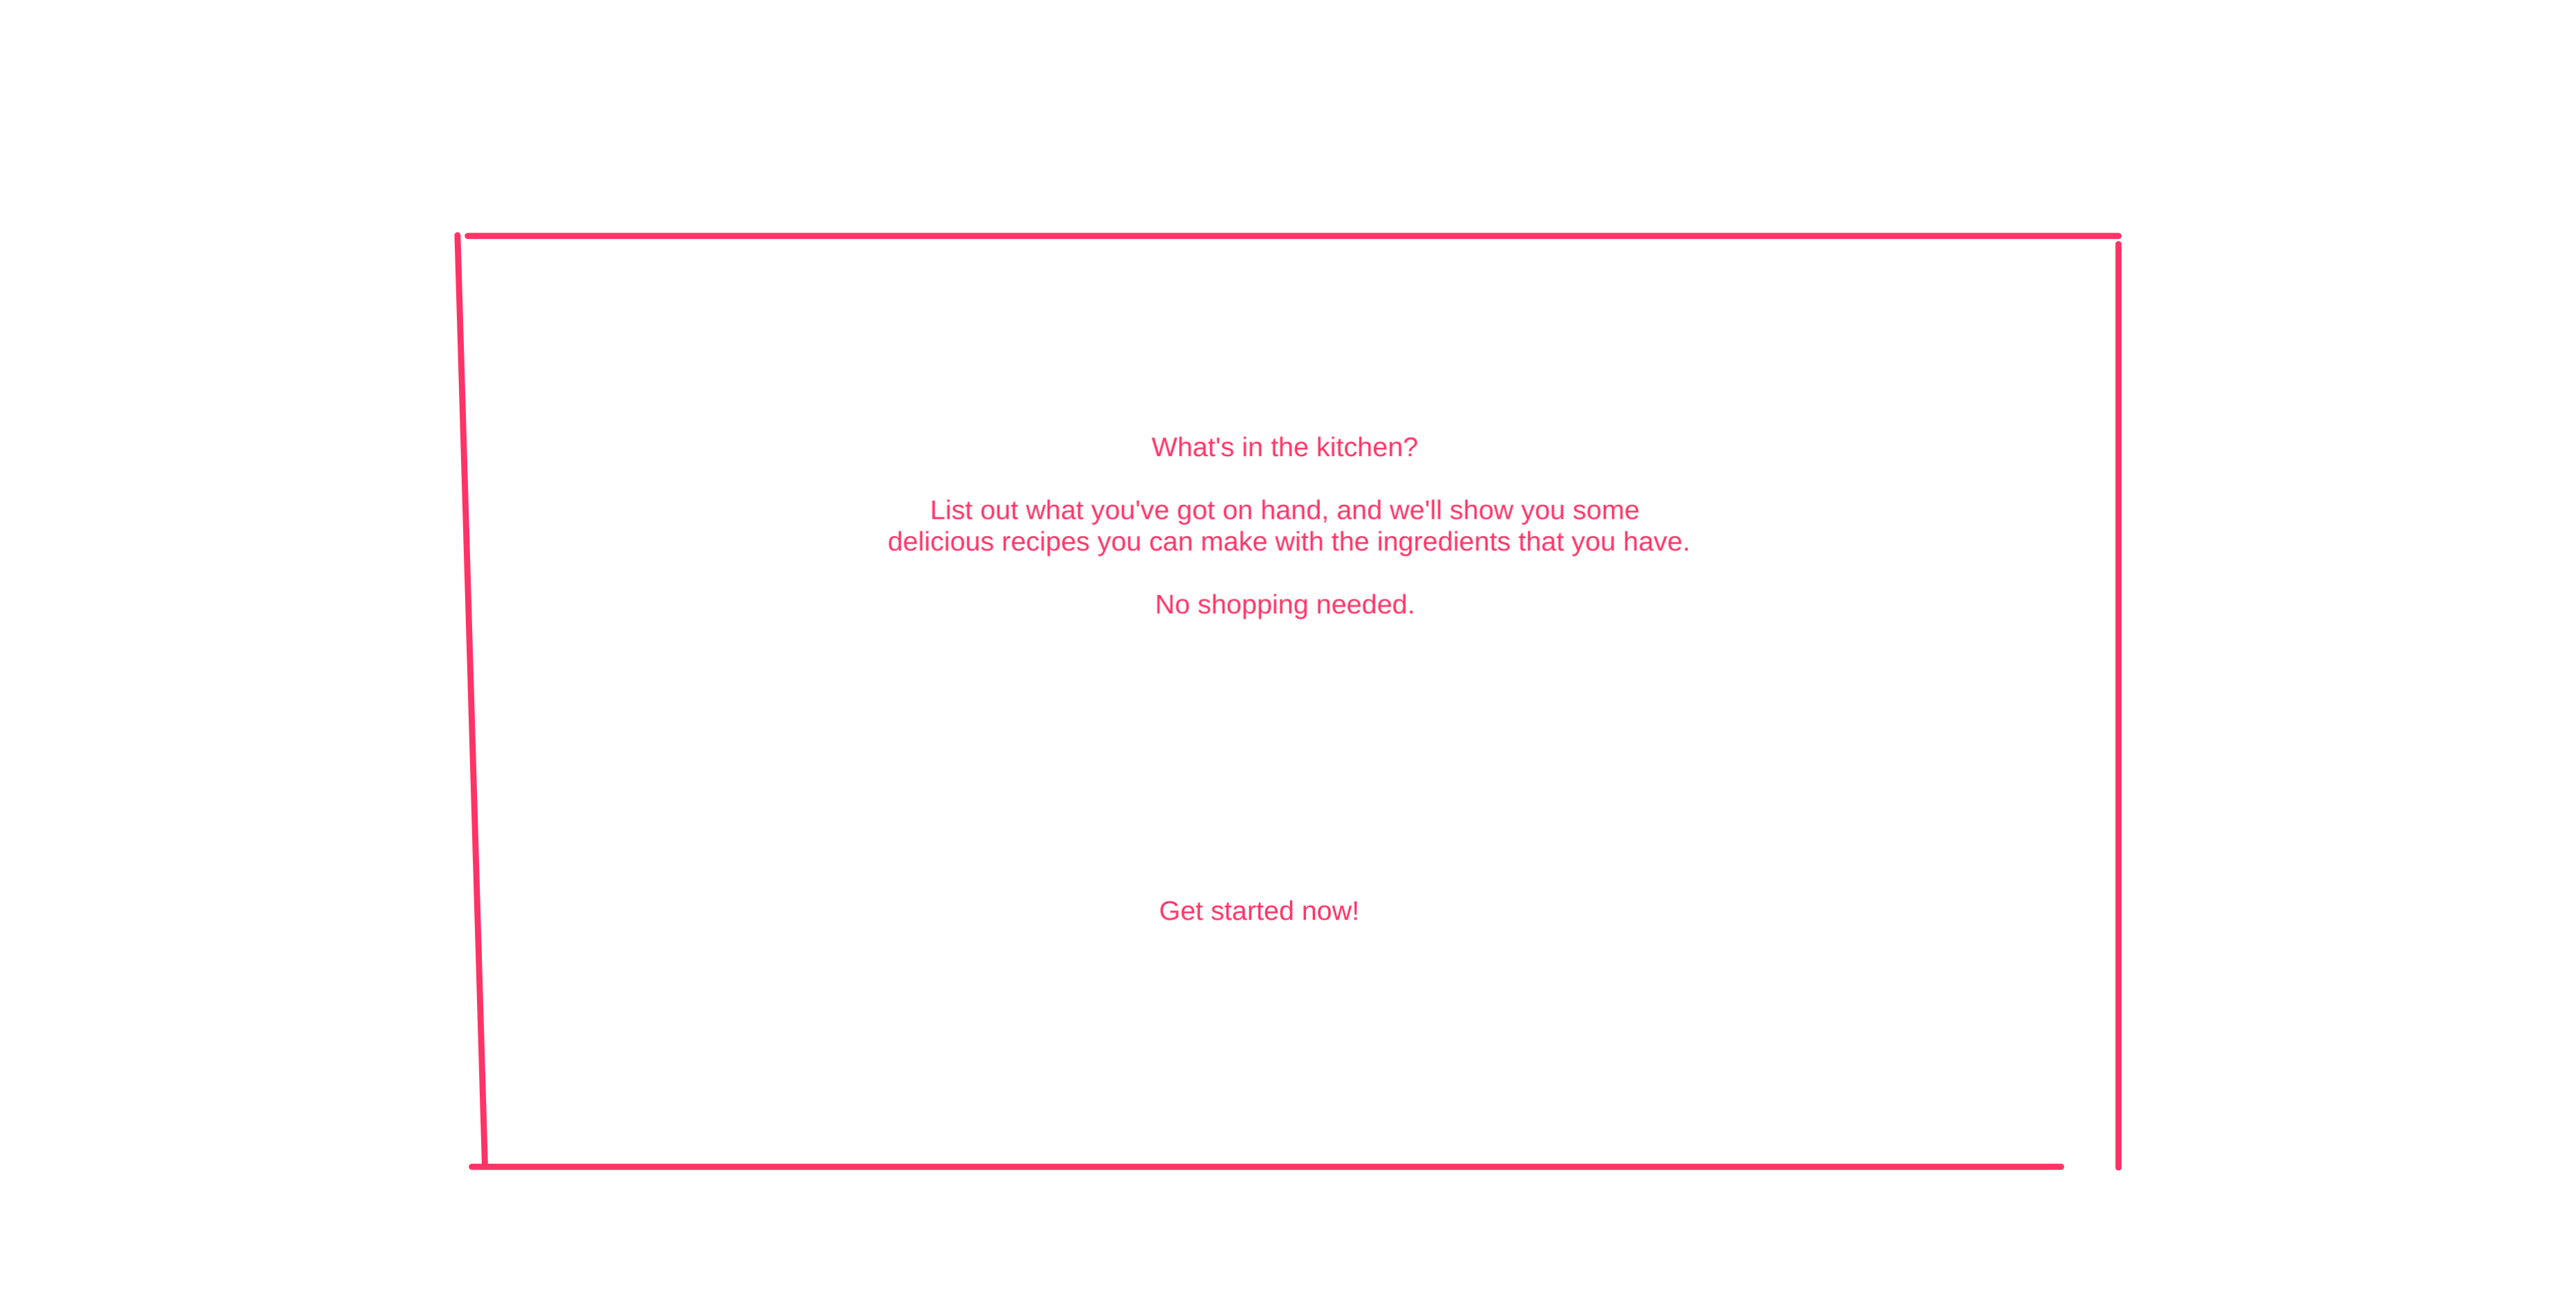 What's in the kitchen?
List out what you've got on hand, and we'll show you some
delicious recipes you can make with the ingredients that you have.
No shopping needed.
Get started now!